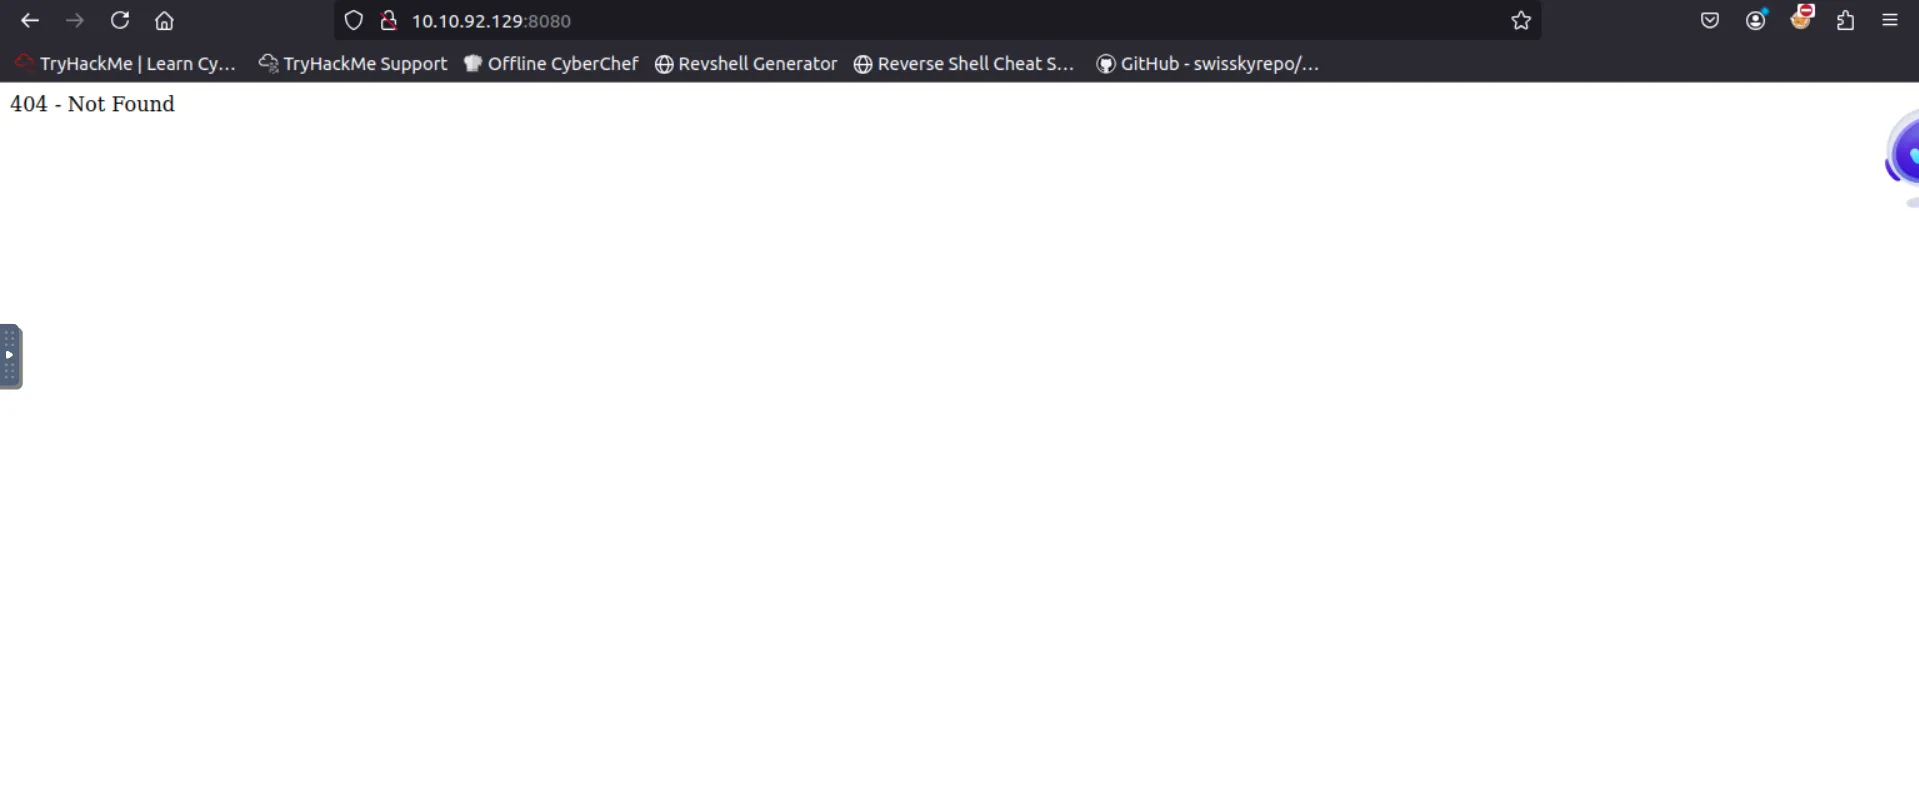 10.10.92.129:8080
TryHackMe | Learn Cy... TryHackMe Support Offline CyberChef Revshell Generator Reverse Shell Cheat S... GitHub - swisskyrepo/...
404 - Not Found